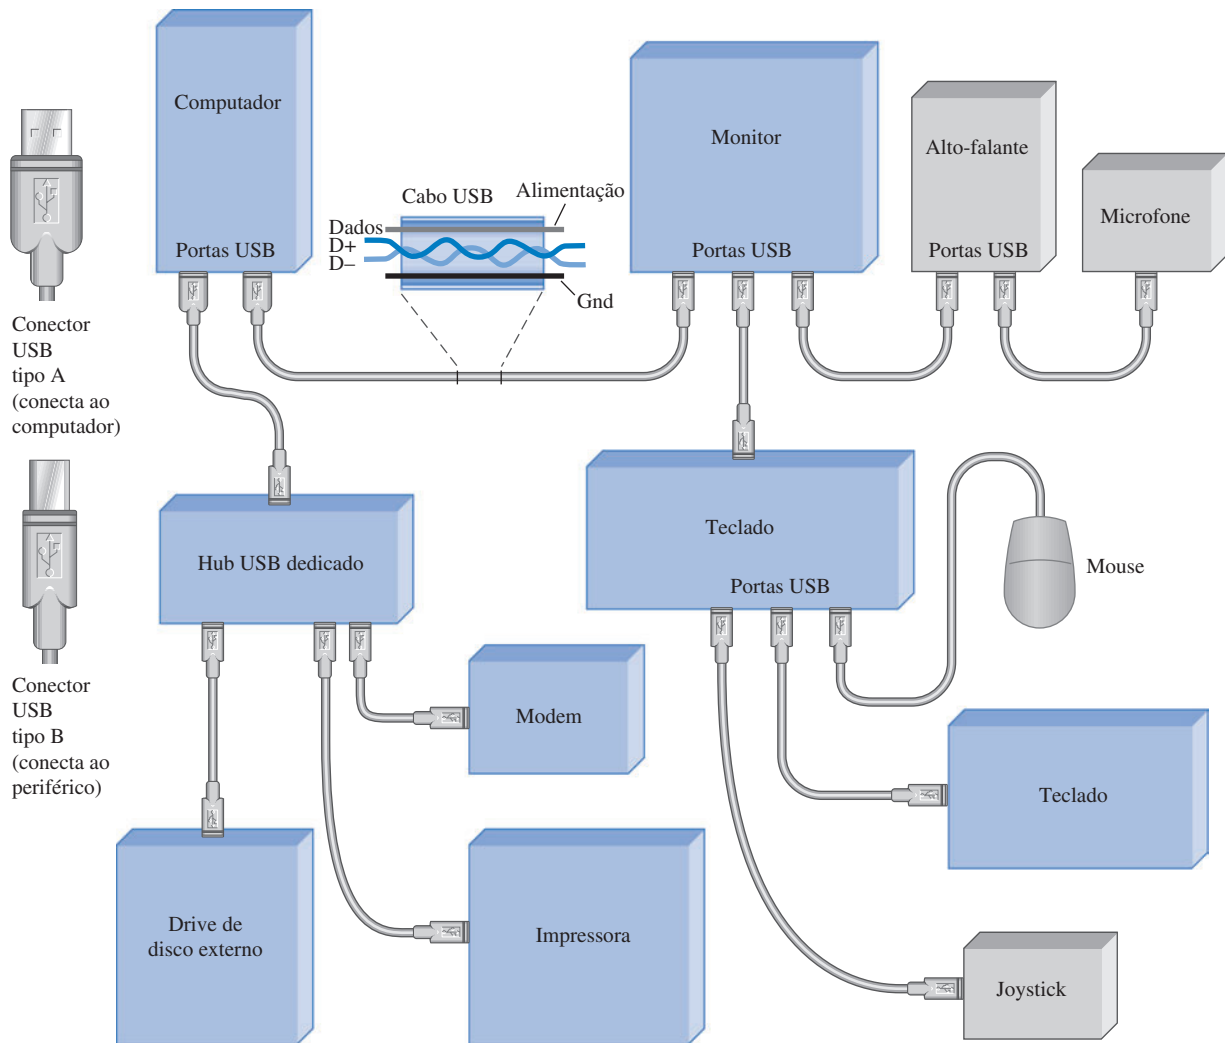 Computador
Portas USB
Monitor
Portas USB
Alto-falante
Portas USB
Microfone
Cabo USB
Alimentação
Dados
D+
D–
Gnd
Conector
USB
tipo A
(conecta ao
computador)
Hub USB dedicado
Teclado
Portas USB
Mouse
Conector
USB
tipo B
(conecta ao
periférico)
Modem
Teclado
Drive de
disco externo
Impressora
Joystick